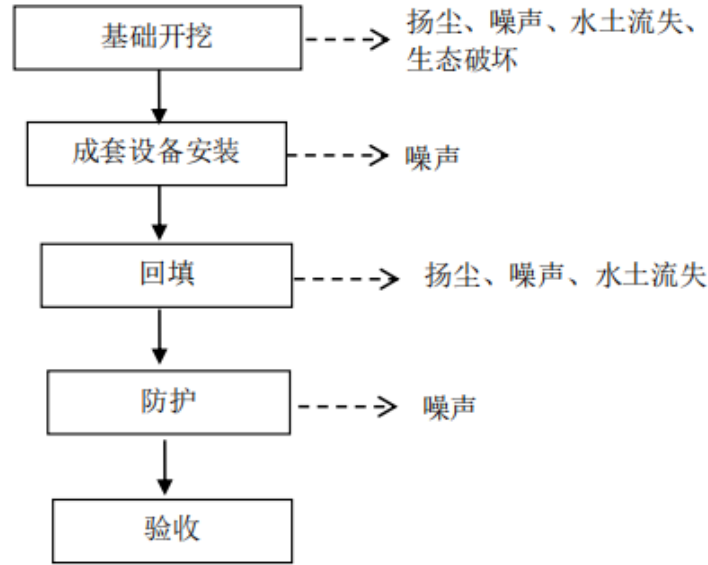 基础开挖
扬尘、噪声、水土流失、
生态破坏
成套设备安装
噪声
回填
扬尘、噪声、水土流失
防护
噪声
验收